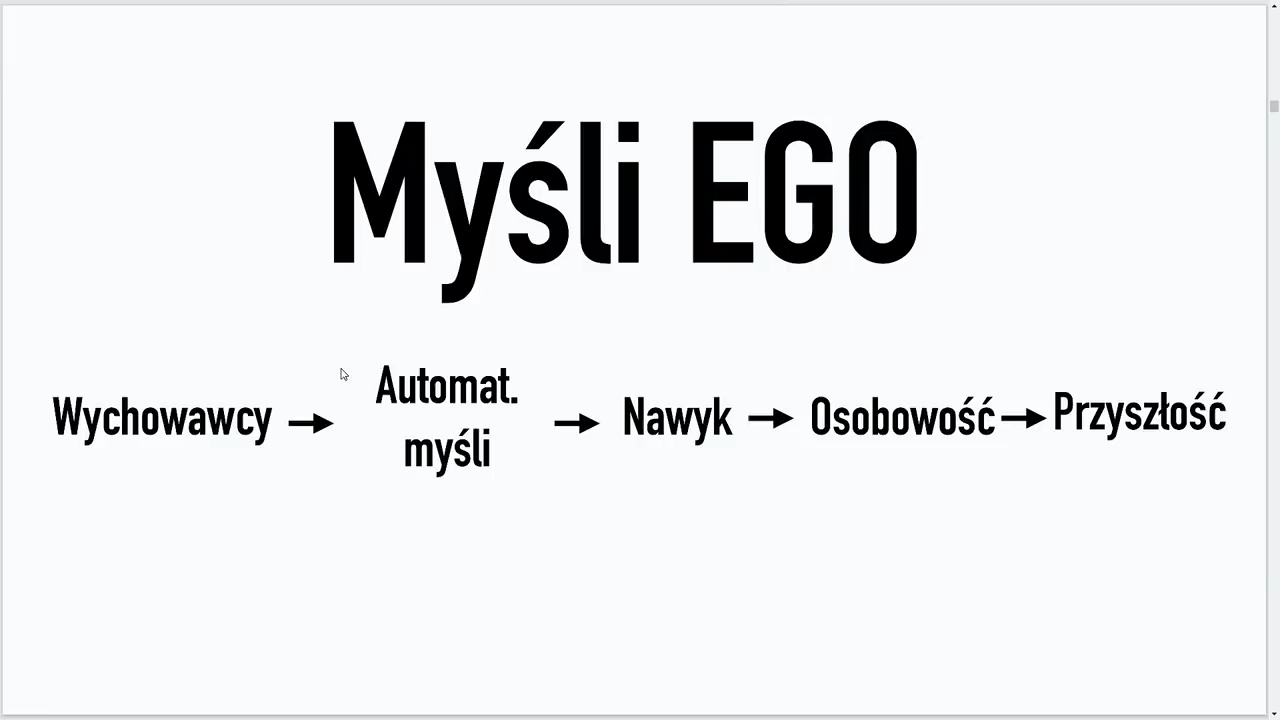 Myśli EGO
Wychowawcy → Automat. myśli → Nawyk → Osobowość → Przyszłość